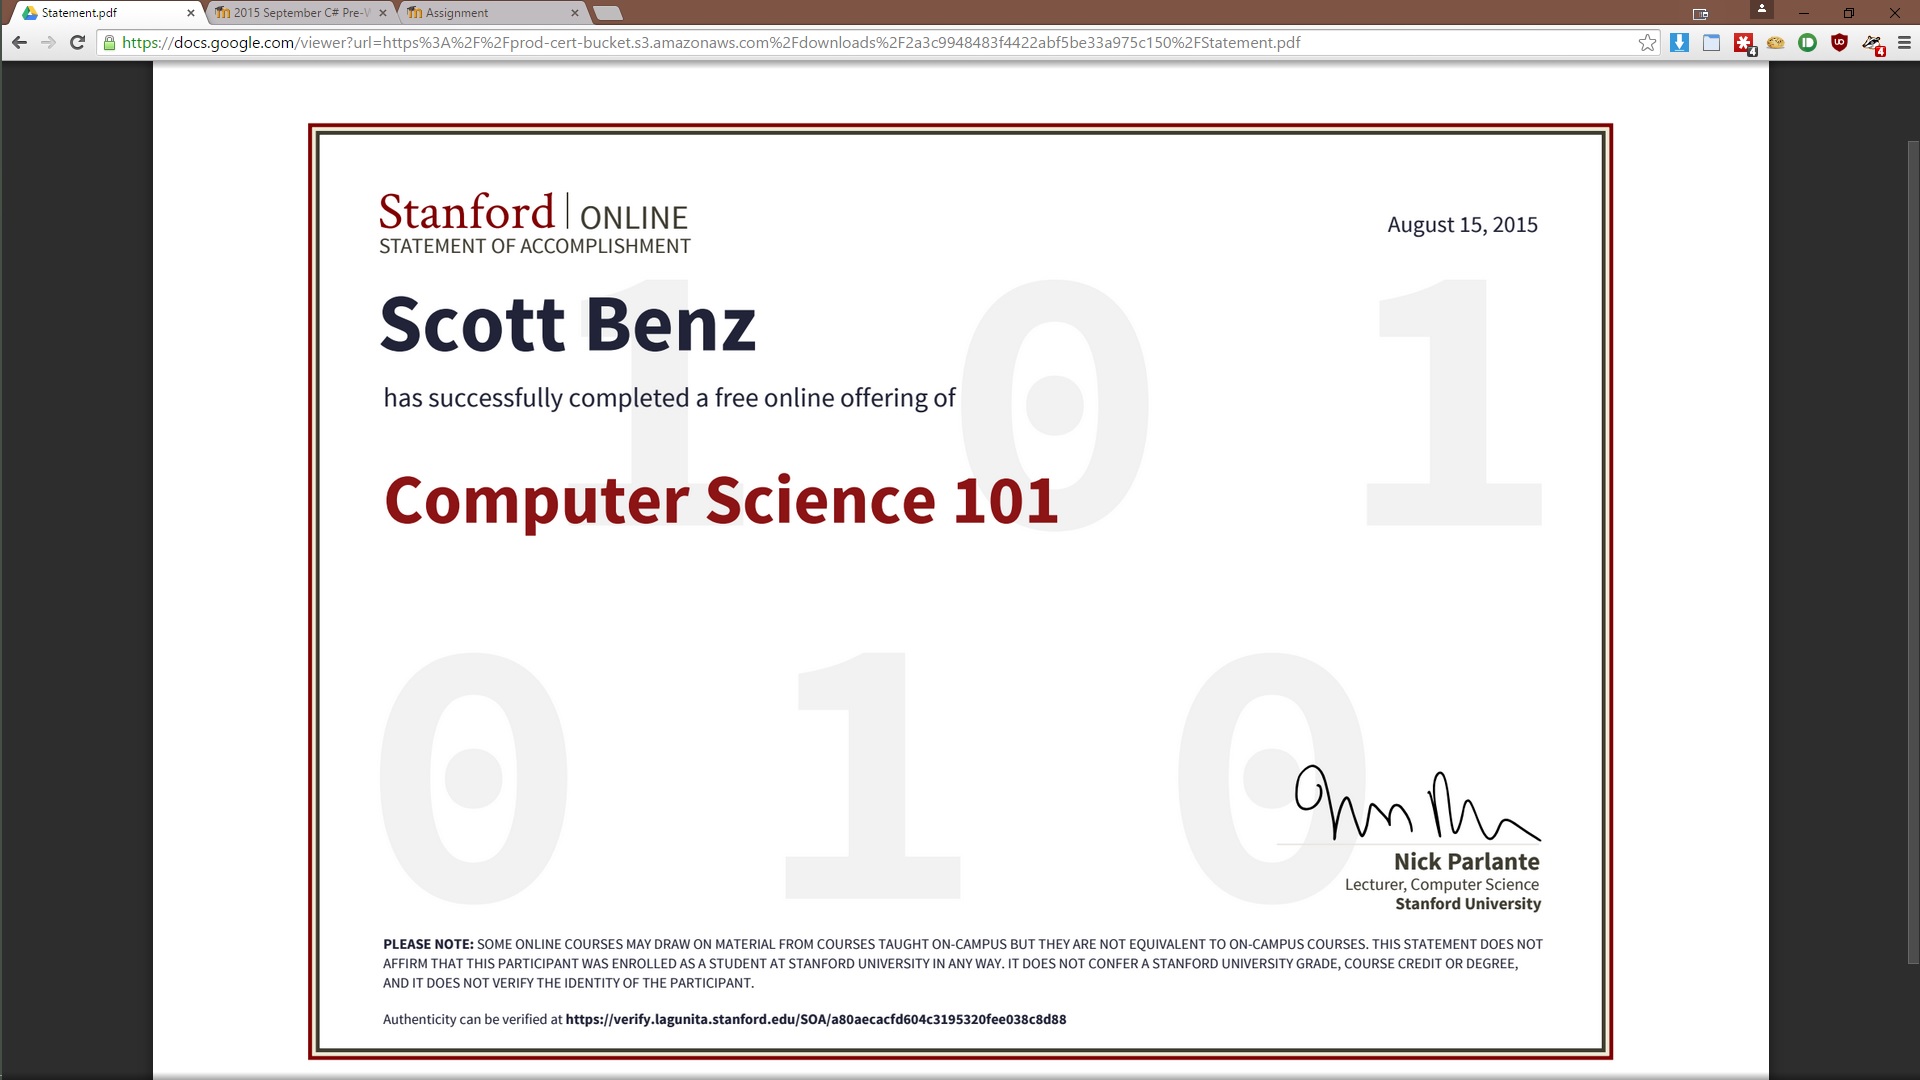 Statement.pdf
2015 September C# Pre-W
Assignment
https://docs.google.com/viewer?url=https%3A%2F%2Fprod-cert-bucket.s3.amazonaws.com%2Fdownloads%2F2a3c9948483f4422abf5be33a975c150%2FStatement.pdf
Stanford | ONLINE
August 15, 2015
STATEMENT OF ACCOMPLISHMENT
1 0 1
Scott Benz
has successfully completed a free online offering of
Computer Science 101
0 1 0
Nick Parlante
Lecturer, Computer Science
Stanford University
PLEASE NOTE: SOME ONLINE COURSES MAY DRAW ON MATERIAL FROM COURSES TAUGHT ON-CAMPUS BUT THEY ARE NOT EQUIVALENT TO ON-CAMPUS COURSES. THIS STATEMENT DOES NOT
AFFIRM THAT THIS PARTICIPANT WAS ENROLLED AS A STUDENT AT STANFORD UNIVERSITY IN ANY WAY. IT DOES NOT CONFER A STANFORD UNIVERSITY GRADE, COURSE CREDIT OR DEGREE,
AND IT DOES NOT VERIFY THE IDENTITY OF THE PARTICIPANT.
Authenticity can be verified at https://verify.lagunita.stanford.edu/SOA/a80aecacfd604c3195320fee038c8d88